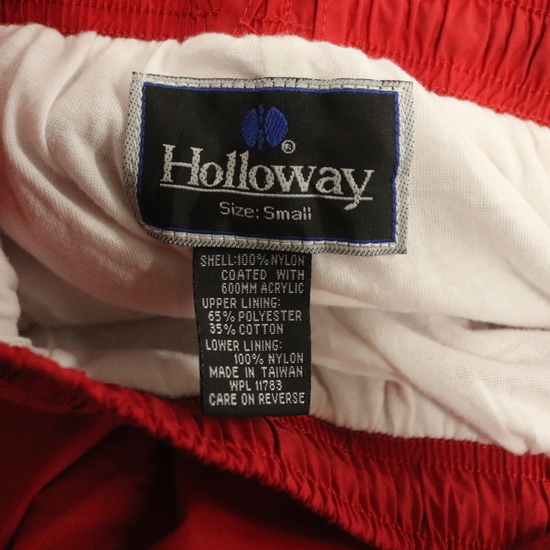 Holloway®
Size: Small
SHELL:100% NYLON
COATED WITH
600MM ACRYLIC
UPPER LINING:
65% POLYESTER
35% COTTON
LOWER LINING:
100% NYLON
MADE IN TAIWAN
WPL 11783
CARE ON REVERSE